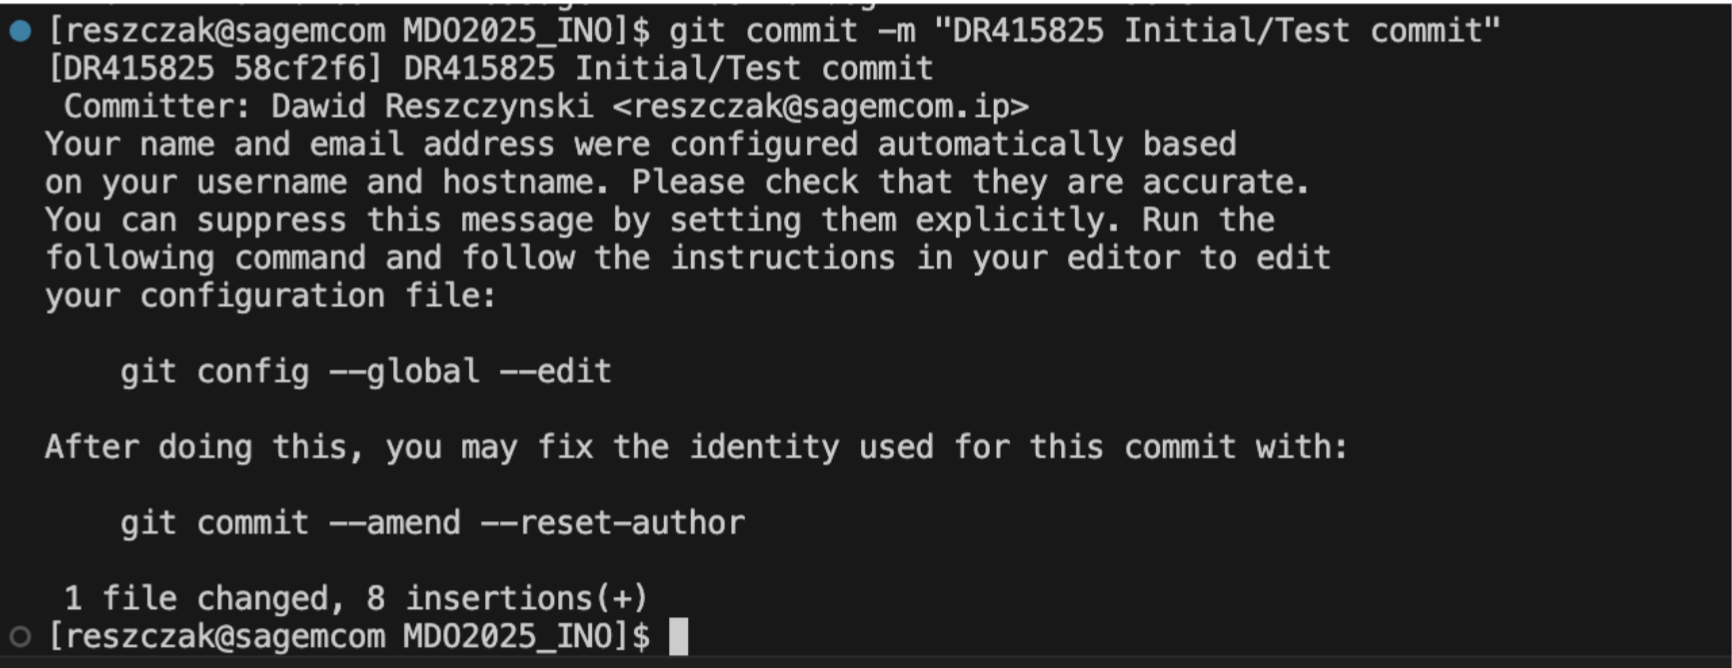 [reszczak@sagemcom MDO2025_INO]$ git commit -m "DR415825 Initial/Test commit"
[DR415825 58cf2f6] DR415825 Initial/Test commit
Committer: Dawid Reszczynski <reszczak@sagemcom.ip>
Your name and email address were configured automatically based
on your username and hostname. Please check that they are accurate.
You can suppress this message by setting them explicitly. Run the
following command and follow the instructions in your editor to edit
your configuration file:
git config --global --edit
After doing this, you may fix the identity used for this commit with:
git commit --amend --reset-author
1 file changed, 8 insertions(+)
[reszczak@sagemcom MDO2025_INO]$